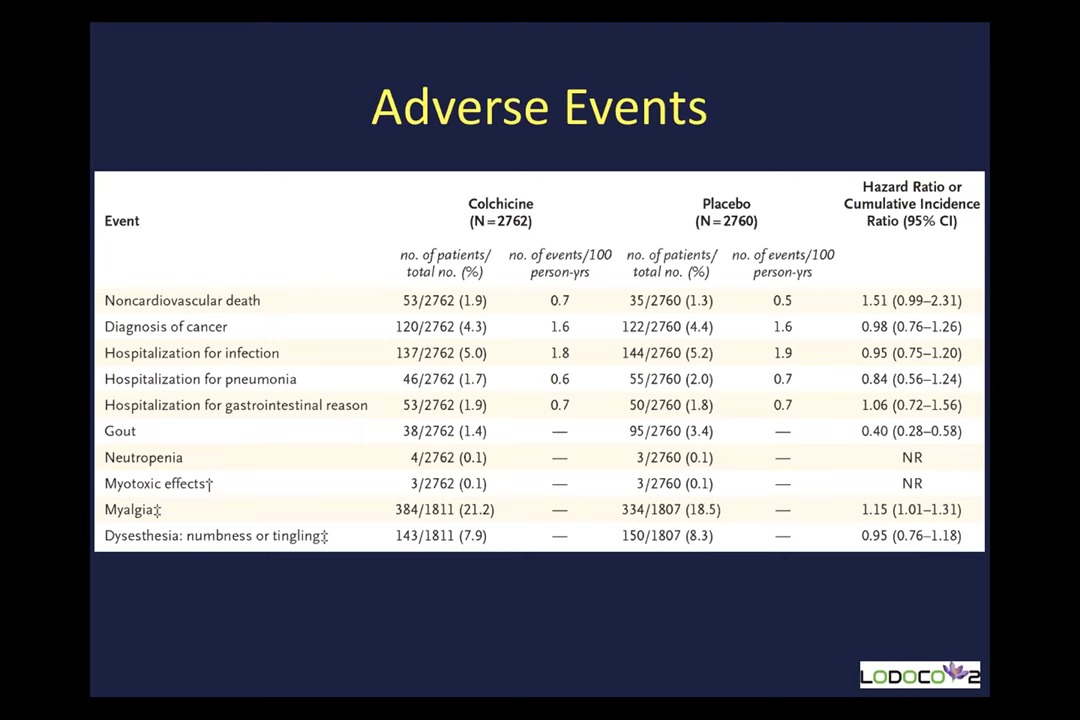 Adverse Events
Event
Colchicine
(N=2762)
Placebo
(N=2760)
Hazard Ratio or
Cumulative Incidence
Ratio (95% CI)
no. of patients/
total no. (%)
no. of events/100
person-yrs
no. of patients/
total no. (%)
no. of events/100
person-yrs
Noncardiovascular death 53/2762 (1.9) 0.7 35/2760 (1.3) 0.5 1.51 (0.99–2.31)
Diagnosis of cancer 120/2762 (4.3) 1.6 122/2760 (4.4) 1.6 0.98 (0.76–1.26)
Hospitalization for infection 137/2762 (5.0) 1.8 144/2760 (5.2) 1.9 0.95 (0.75–1.20)
Hospitalization for pneumonia 46/2762 (1.7) 0.6 55/2760 (2.0) 0.7 0.84 (0.56–1.24)
Hospitalization for gastrointestinal reason 53/2762 (1.9) 0.7 50/2760 (1.8) 0.7 1.06 (0.72–1.56)
Gout 38/2762 (1.4) — 95/2760 (3.4) — 0.40 (0.28–0.58)
Neutropenia 4/2762 (0.1) — 3/2760 (0.1) — NR
Myotoxic effects† 3/2762 (0.1) — 3/2760 (0.1) — NR
Myalgia‡ 384/1811 (21.2) — 334/1807 (18.5) — 1.15 (1.01–1.31)
Dysesthesia: numbness or tingling‡ 143/1811 (7.9) — 150/1807 (8.3) — 0.95 (0.76–1.18)
LODOCO 2